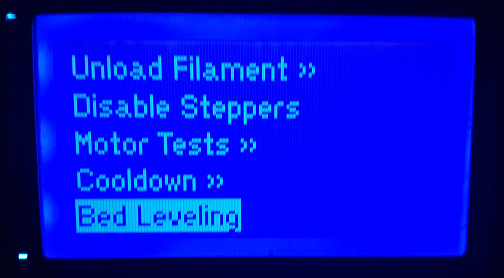 Unload Filament »
Disable Steppers
Motor Tests »
Cooldown »
Bed Leveling